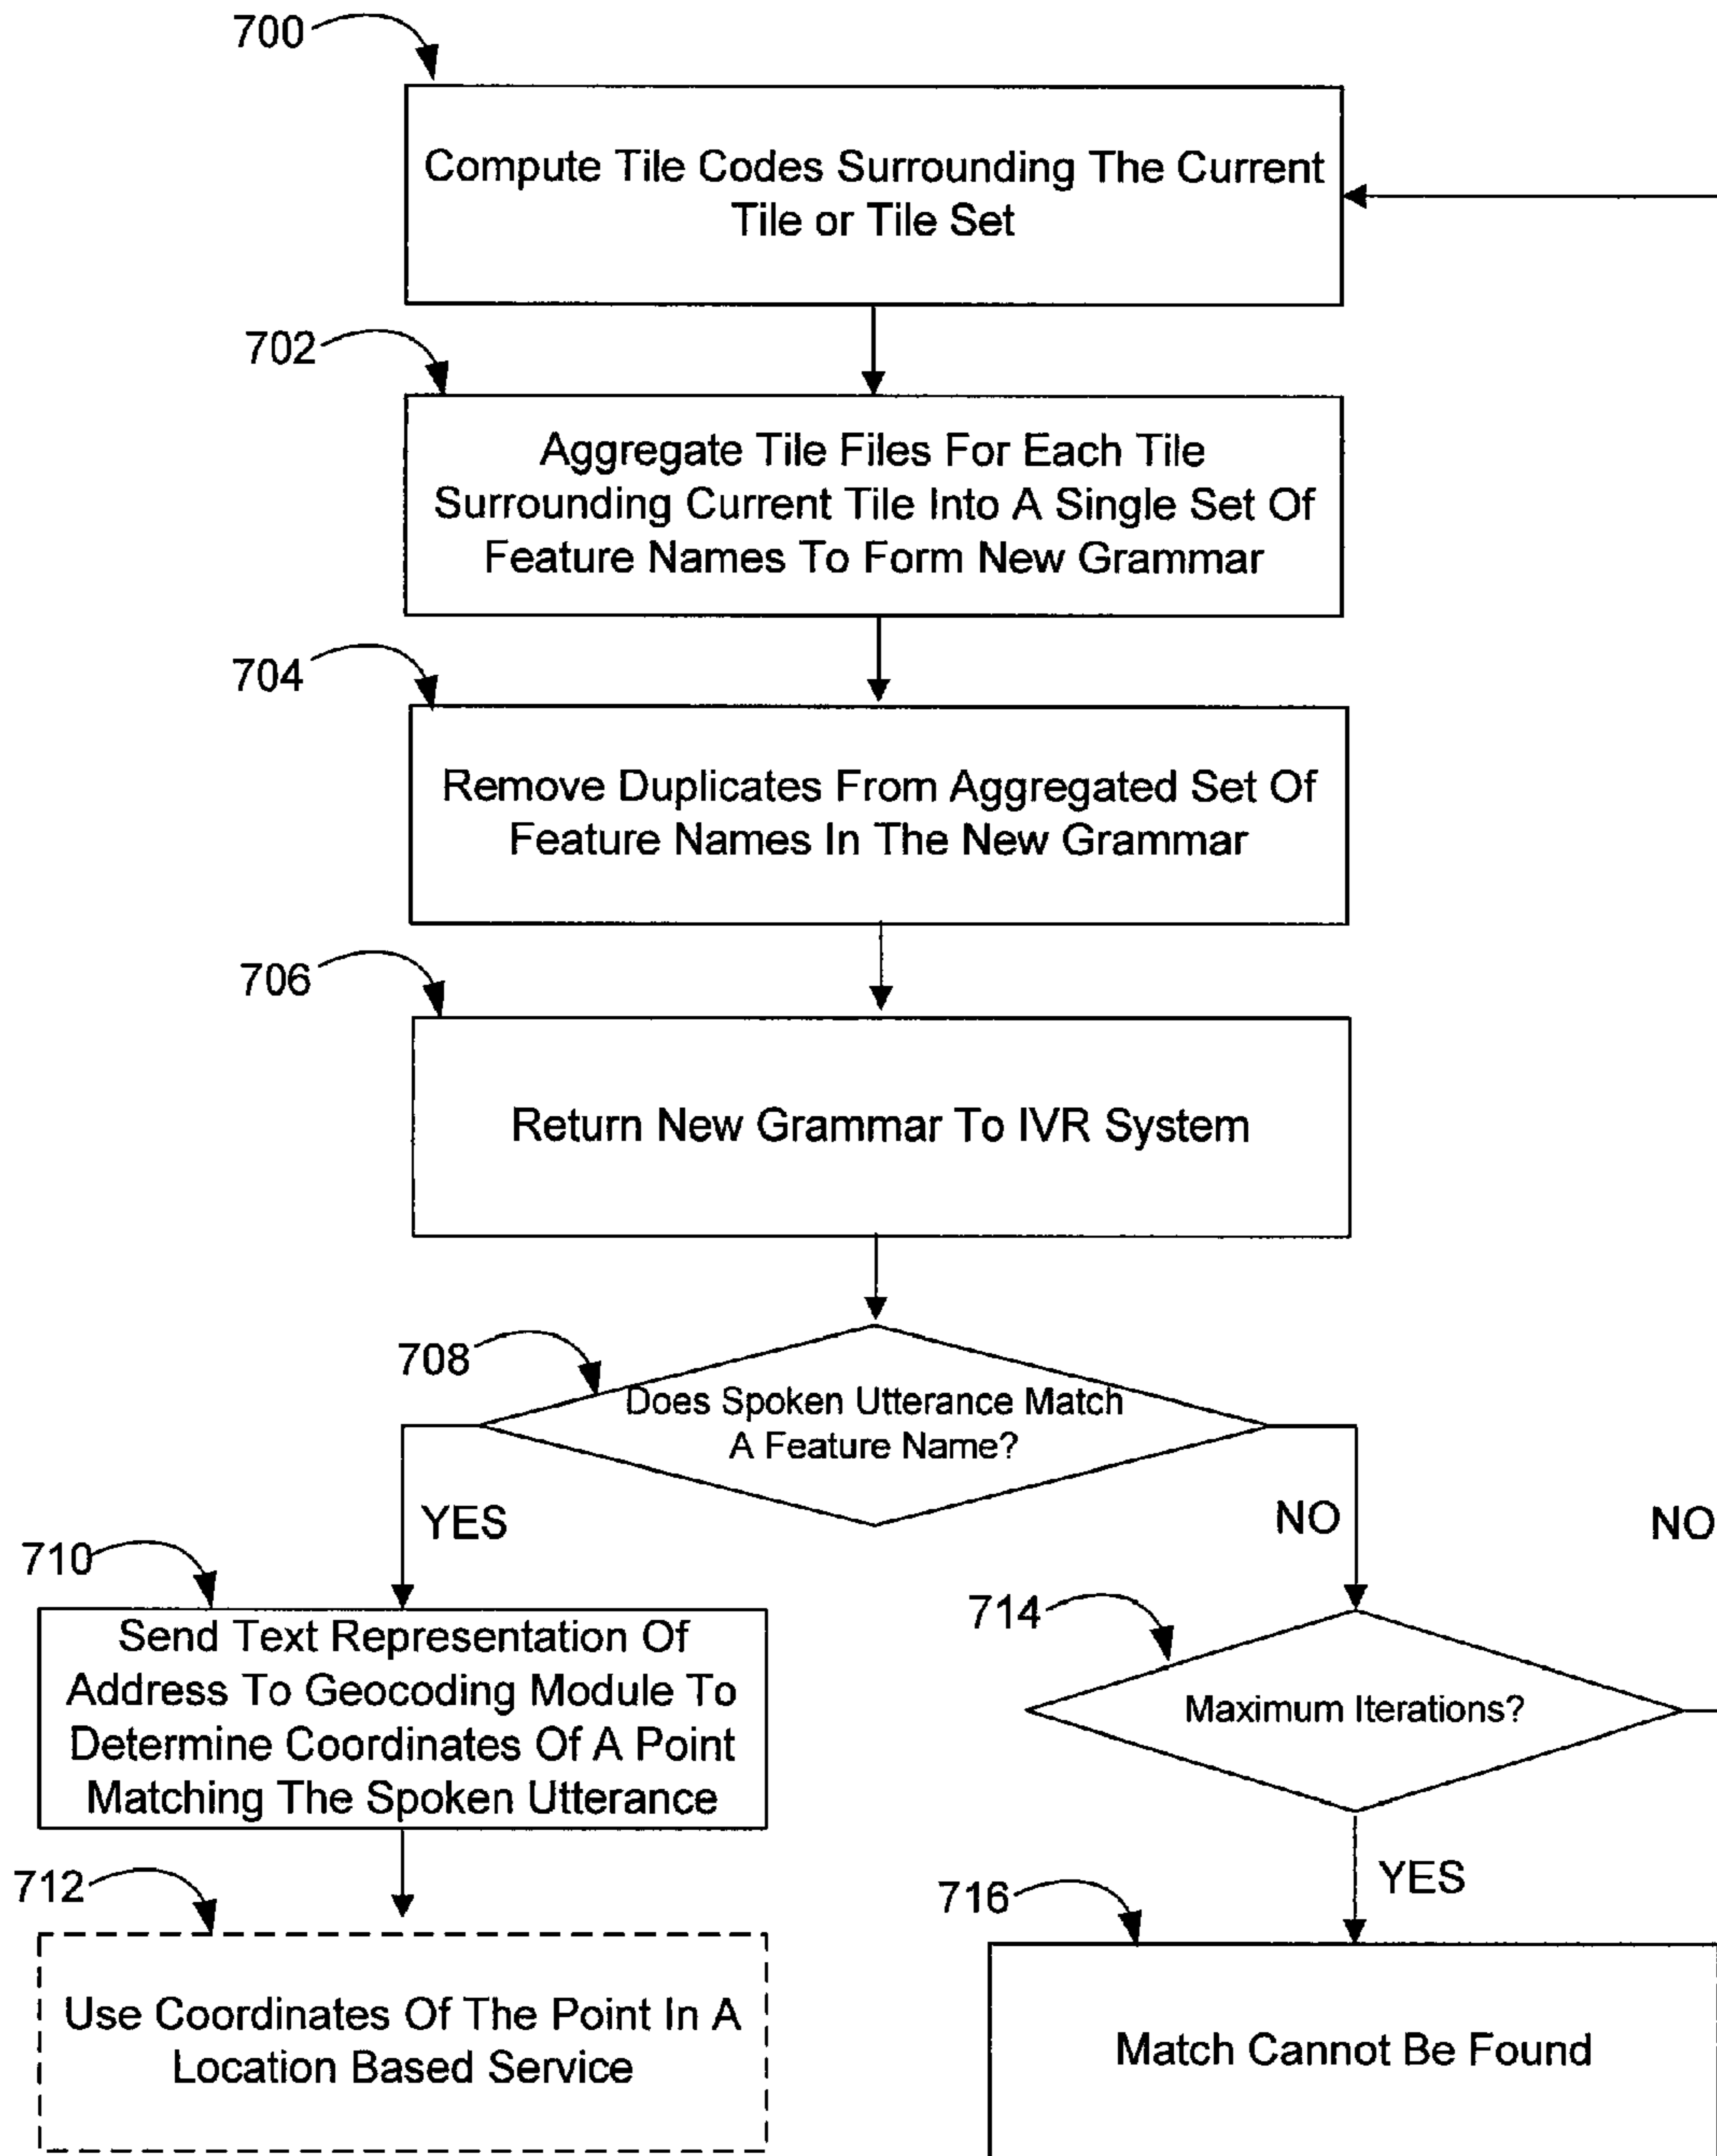 700
Compute Tile Codes Surrounding The Current
Tile or Tile Set
702
Aggregate Tile Files For Each Tile
Surrounding Current Tile Into A Single Set Of
Feature Names To Form New Grammar
704
Remove Duplicates From Aggregated Set Of
Feature Names In The New Grammar
706
Return New Grammar To IVR System
708
Does Spoken Utterance Match
A Feature Name?
YES
NO
NO
710
Send Text Representation Of
Address To Geocoding Module To
Determine Coordinates Of A Point
Matching The Spoken Utterance
714
Maximum Iterations?
YES
712
Use Coordinates Of The Point In A
Location Based Service
716
Match Cannot Be Found